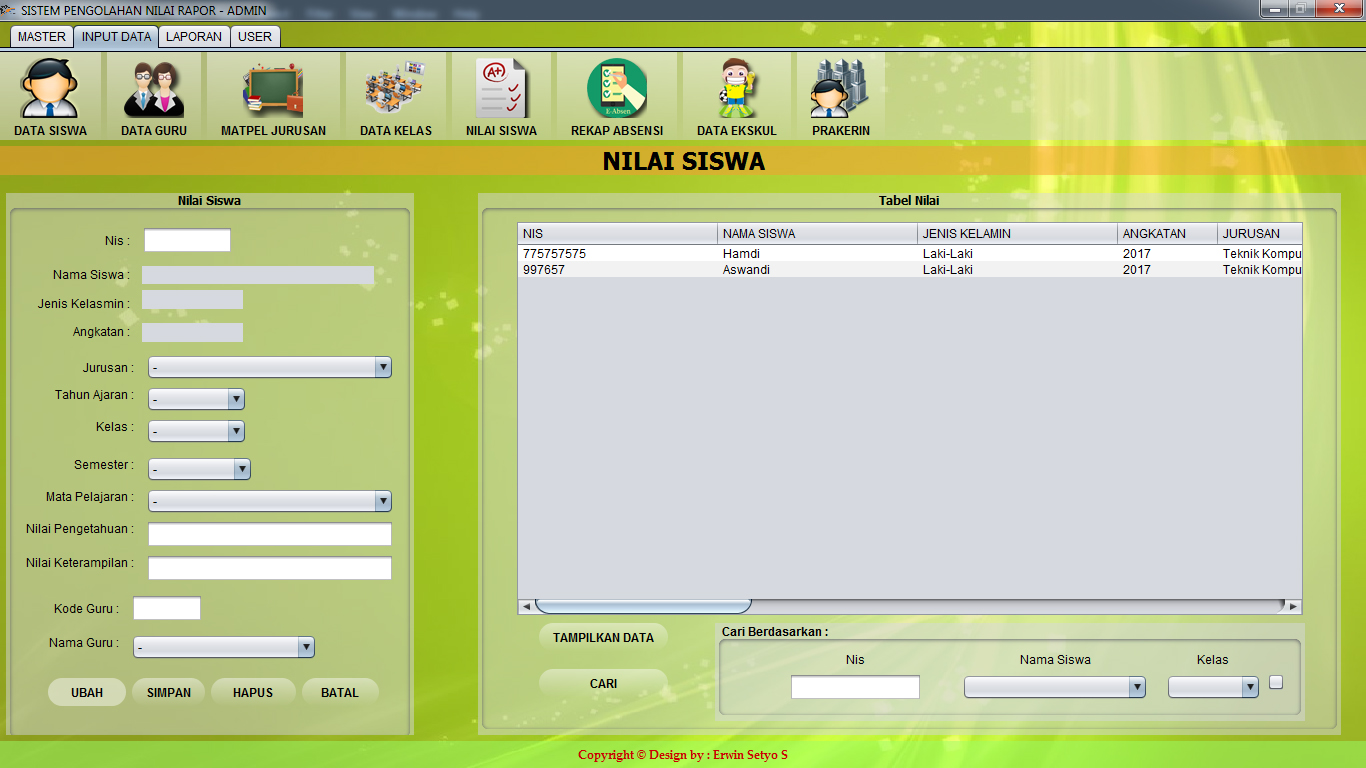 SISTEM PENGOLAHAN NILAI RAPOR - ADMIN
MASTER INPUT DATA LAPORAN USER
A+
E-Absen
DATA SISWA DATA GURU MATPEL JURUSAN DATA KELAS NILAI SISWA REKAP ABSENSI DATA EKSKUL PRAKERIN
NILAI SISWA
Nilai Siswa
Nis :
Nama Siswa :
Jenis Kelasmin :
Angkatan :
Jurusan : -
Tahun Ajaran : -
Kelas : -
Semester : -
Mata Pelajaran : -
Nilai Pengetahuan :
Nilai Keterampilan :
Kode Guru :
Nama Guru : -
UBAH SIMPAN HAPUS BATAL
Tabel Nilai
NIS NAMA SISWA JENIS KELAMIN ANGKATAN JURUSAN
775757575 Hamdi Laki-Laki 2017 Teknik Kompu
997657 Aswandi Laki-Laki 2017 Teknik Kompu
TAMPILKAN DATA
CARI
Cari Berdasarkan :
Nis Nama Siswa Kelas
Copyright © Design by : Erwin Setyo S